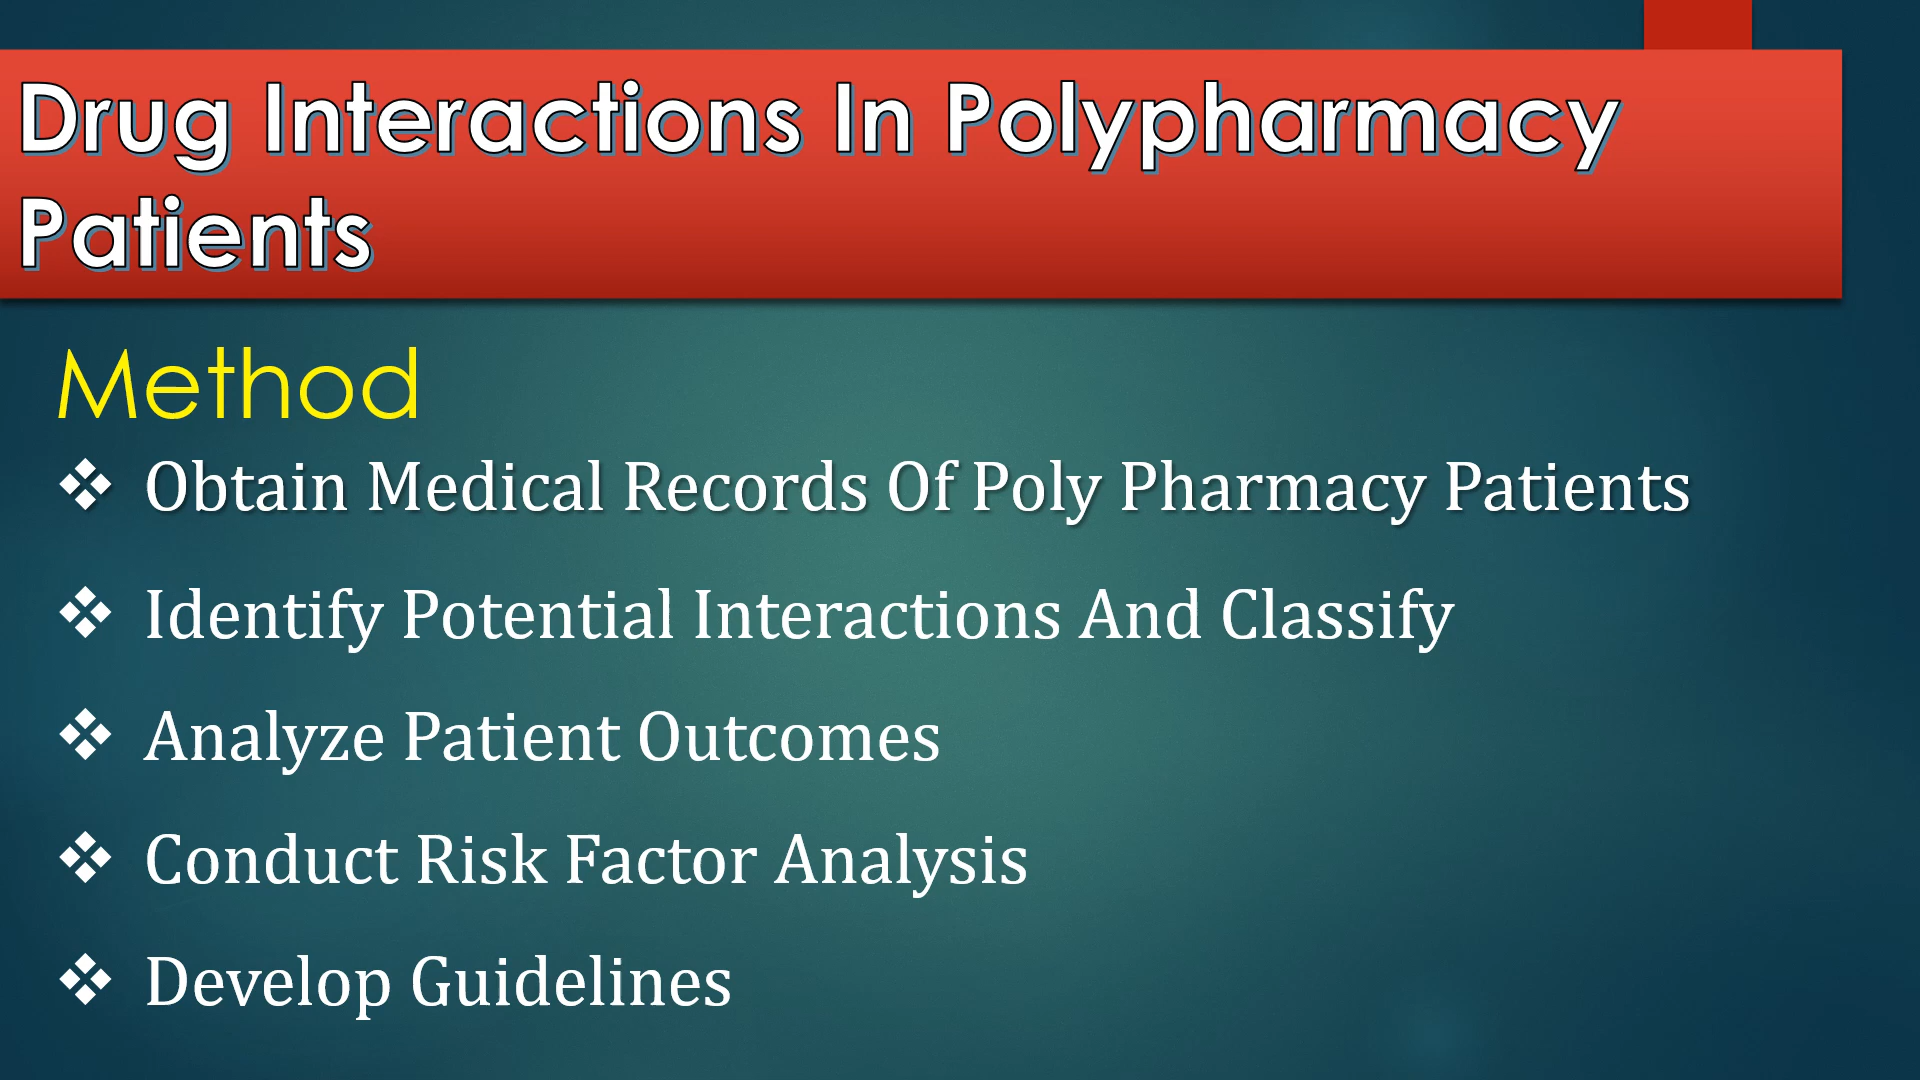 Drug Interactions In Polypharmacy
Patients
Method
❖ Obtain Medical Records Of Poly Pharmacy Patients
❖ Identify Potential Interactions And Classify
❖ Analyze Patient Outcomes
❖ Conduct Risk Factor Analysis
❖ Develop Guidelines